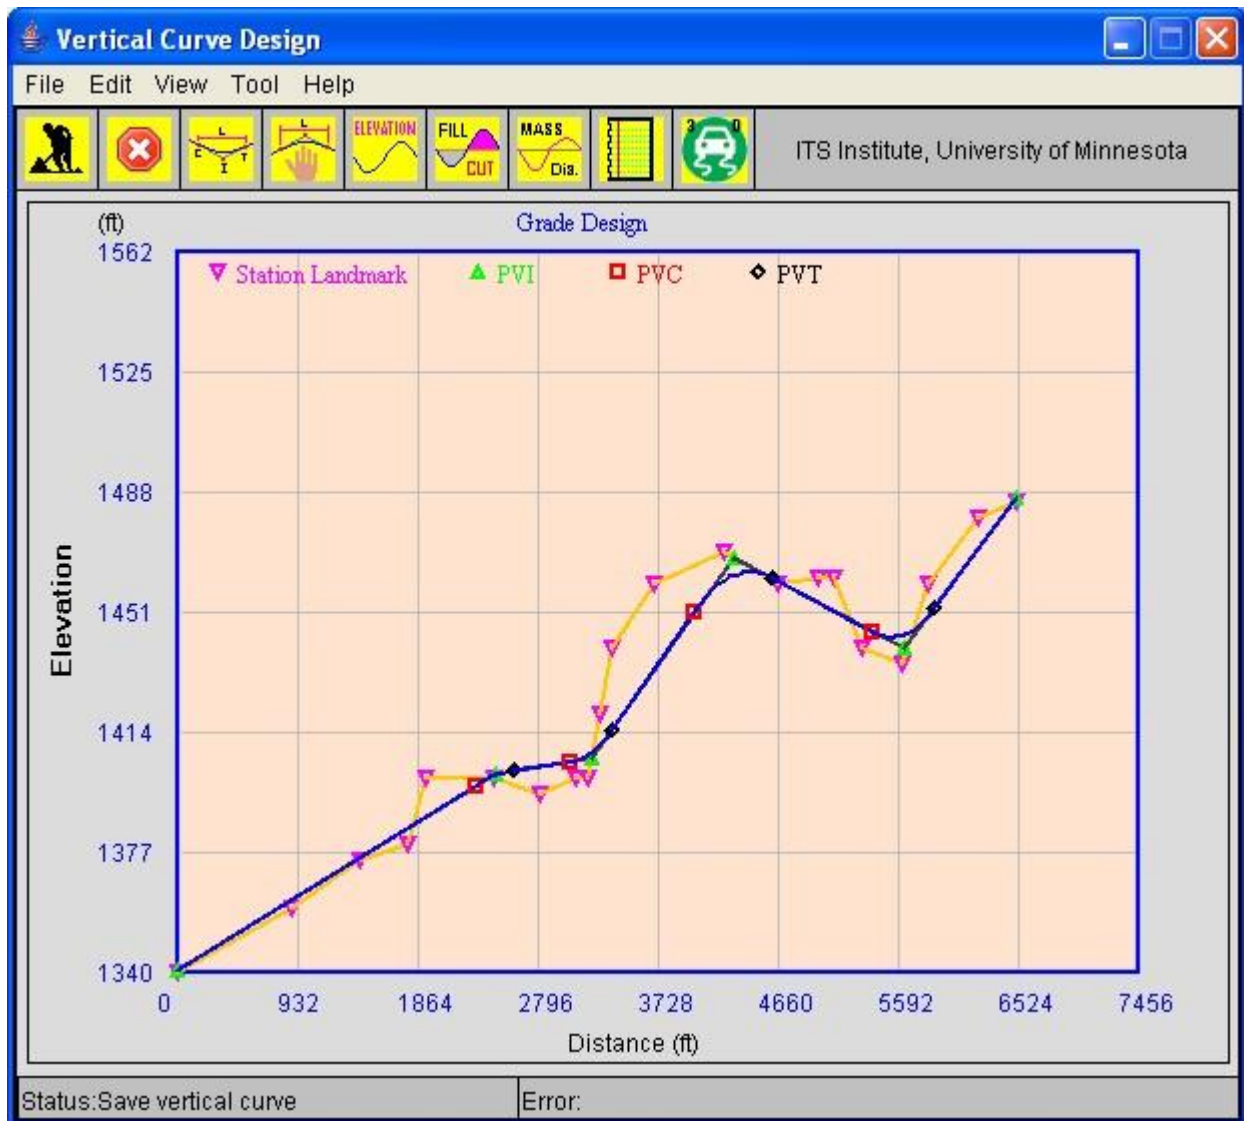 Vertical Curve Design
File Edit View Tool Help
L
C I T
L
ELEVATION
FILL
CUT
MASS
Dia.
3 0
ITS Institute, University of Minnesota
(ft)
Grade Design
Station Landmark PVI PVC PVT
1562
1525
1488
1451
1414
1377
1340
Elevation
0 932 1864 2796 3728 4660 5592 6524 7456
Distance (ft)
Status:Save vertical curve
Error: